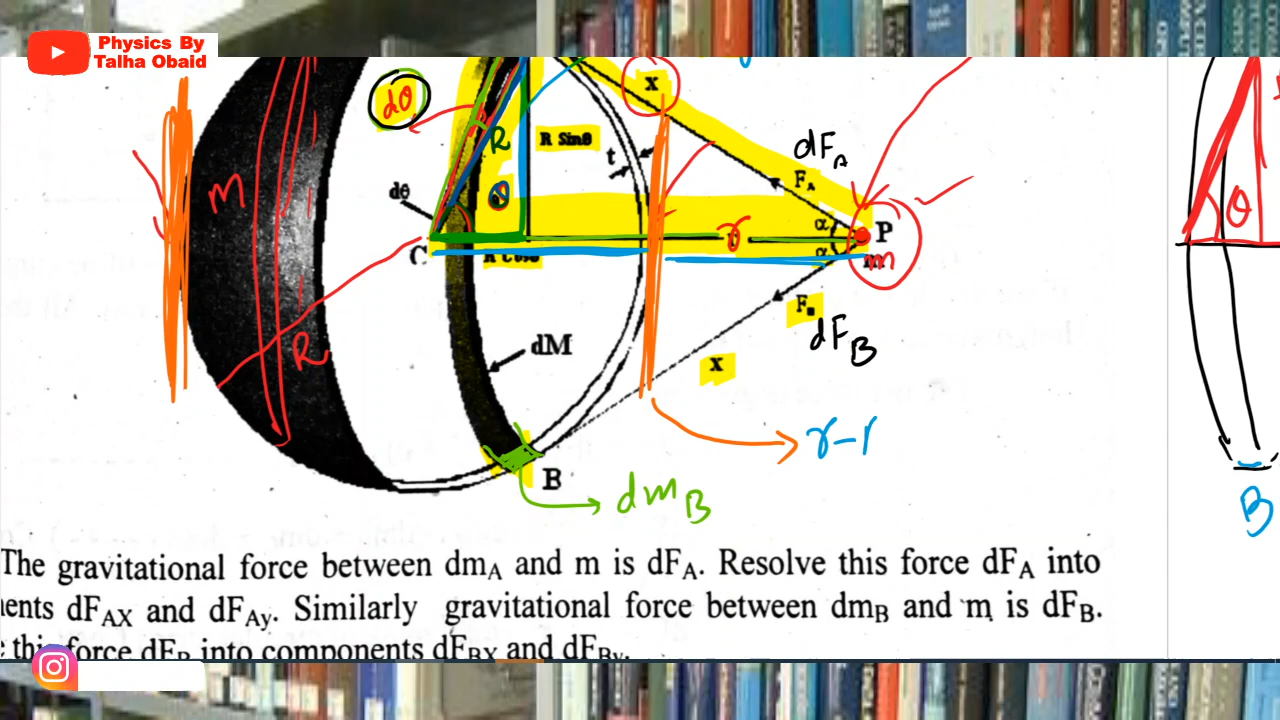 Physics By
Talha Obaid
dθ
x
R Sinθ
R
t
dF_A
F_A
M
dθ
θ
α
P
C
r
α
m
R Cosθ
F_B
dF_B
R
dM
x
r-r
B
dm_B
θ
B
The gravitational force between dm_A and m is dF_A. Resolve this force dF_A into
ents dF_AX and dF_Ay. Similarly gravitational force between dm_B and m is dF_B.
this force dF_B into components dF_BX and dF_By.